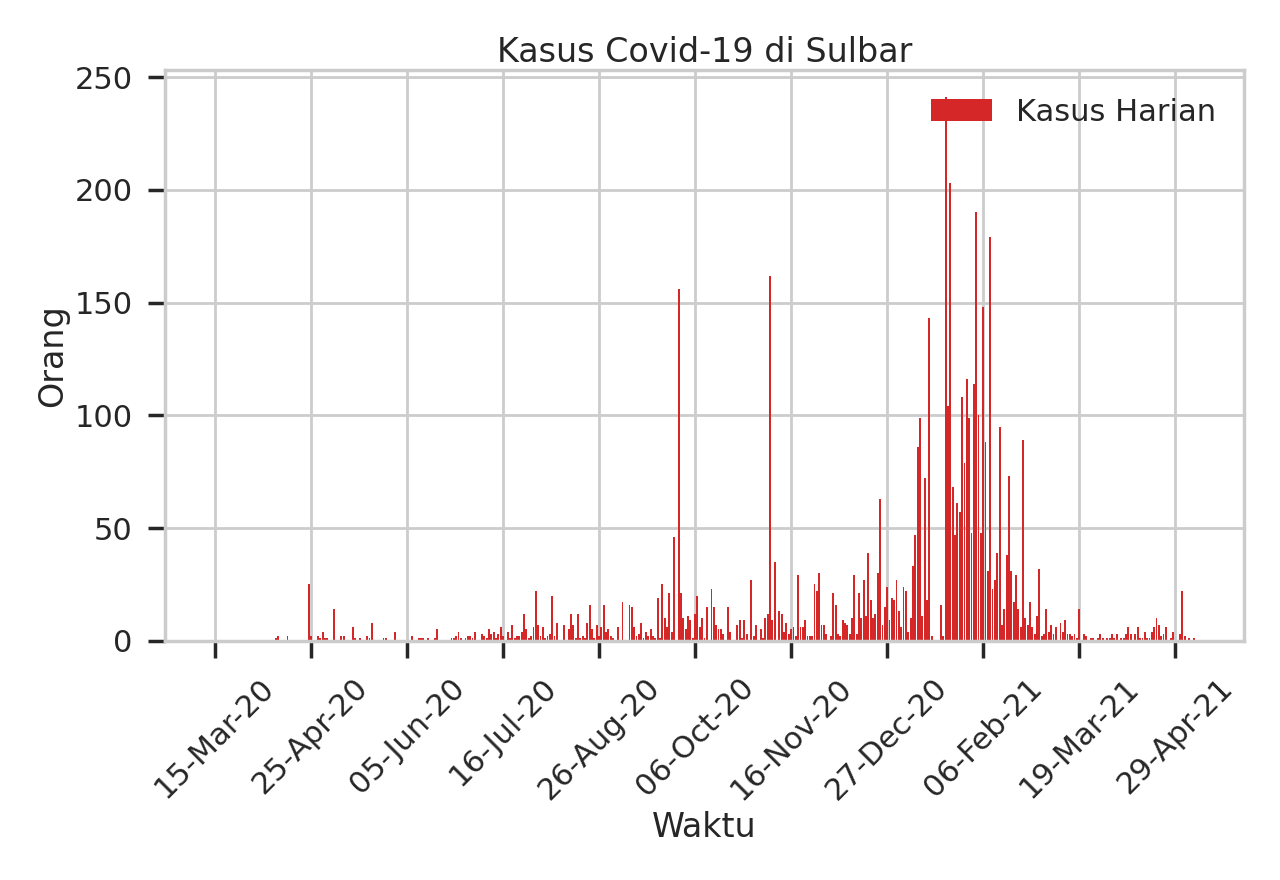 Kasus Covid-19 di Sulbar
Kasus Harian
Orang
250
200
150
100
50
0
15-Mar-20
25-Apr-20
05-Jun-20
16-Jul-20
26-Aug-20
06-Oct-20
16-Nov-20
27-Dec-20
06-Feb-21
19-Mar-21
29-Apr-21
Waktu